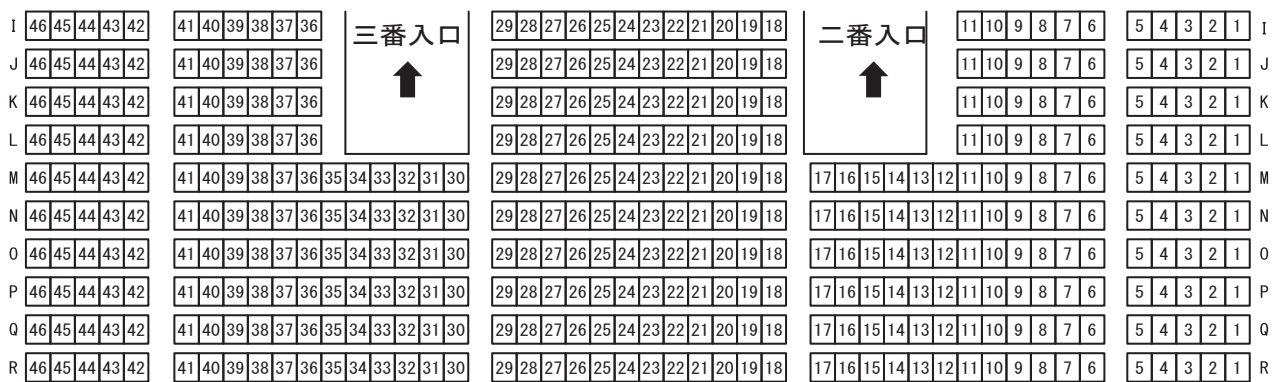 I 46 45 44 43 42 41 40 39 38 37 36 三番入口 29 28 27 26 25 24 23 22 21 20 19 18 二番入口 11 10 9 8 7 6 5 4 3 2 1 I
J 46 45 44 43 42 41 40 39 38 37 36 29 28 27 26 25 24 23 22 21 20 19 18 11 10 9 8 7 6 5 4 3 2 1 J
K 46 45 44 43 42 41 40 39 38 37 36 29 28 27 26 25 24 23 22 21 20 19 18 11 10 9 8 7 6 5 4 3 2 1 K
L 46 45 44 43 42 41 40 39 38 37 36 29 28 27 26 25 24 23 22 21 20 19 18 11 10 9 8 7 6 5 4 3 2 1 L
M 46 45 44 43 42 41 40 39 38 37 36 35 34 33 32 31 30 29 28 27 26 25 24 23 22 21 20 19 18 17 16 15 14 13 12 11 10 9 8 7 6 5 4 3 2 1 M
N 46 45 44 43 42 41 40 39 38 37 36 35 34 33 32 31 30 29 28 27 26 25 24 23 22 21 20 19 18 17 16 15 14 13 12 11 10 9 8 7 6 5 4 3 2 1 N
O 46 45 44 43 42 41 40 39 38 37 36 35 34 33 32 31 30 29 28 27 26 25 24 23 22 21 20 19 18 17 16 15 14 13 12 11 10 9 8 7 6 5 4 3 2 1 O
P 46 45 44 43 42 41 40 39 38 37 36 35 34 33 32 31 30 29 28 27 26 25 24 23 22 21 20 19 18 17 16 15 14 13 12 11 10 9 8 7 6 5 4 3 2 1 P
Q 46 45 44 43 42 41 40 39 38 37 36 35 34 33 32 31 30 29 28 27 26 25 24 23 22 21 20 19 18 17 16 15 14 13 12 11 10 9 8 7 6 5 4 3 2 1 Q
R 46 45 44 43 42 41 40 39 38 37 36 35 34 33 32 31 30 29 28 27 26 25 24 23 22 21 20 19 18 17 16 15 14 13 12 11 10 9 8 7 6 5 4 3 2 1 R